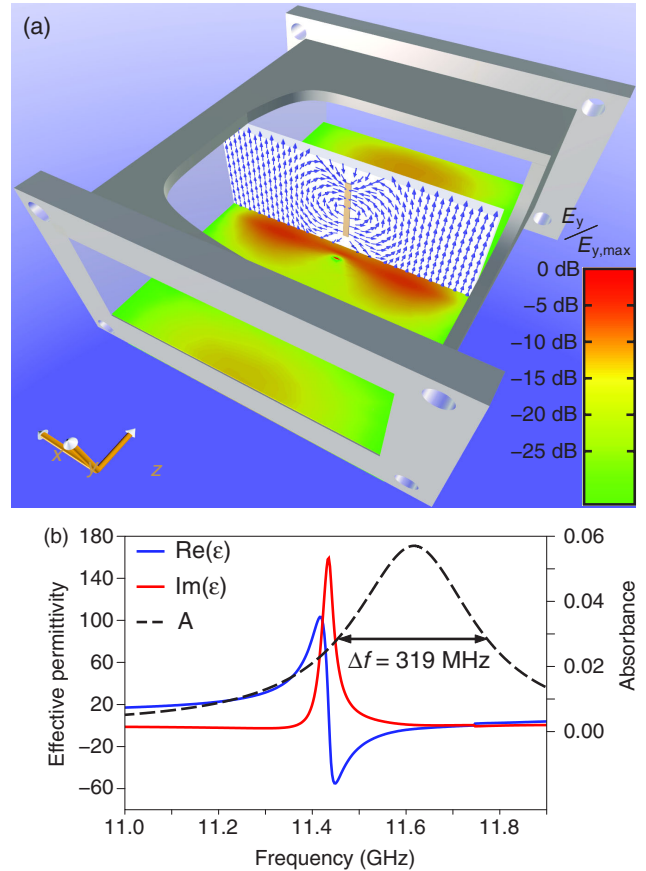 (a)
E_y/E_y,max
0 dB
−5 dB
−10 dB
−15 dB
−20 dB
−25 dB
x
y
z
(b)
Re(ε)
Im(ε)
A
Δf = 319 MHz
Effective permittivity
180
140
100
60
20
−20
−60
Absorbance
0.06
0.04
0.02
0.00
11.0
11.2
11.4
11.6
11.8
Frequency (GHz)